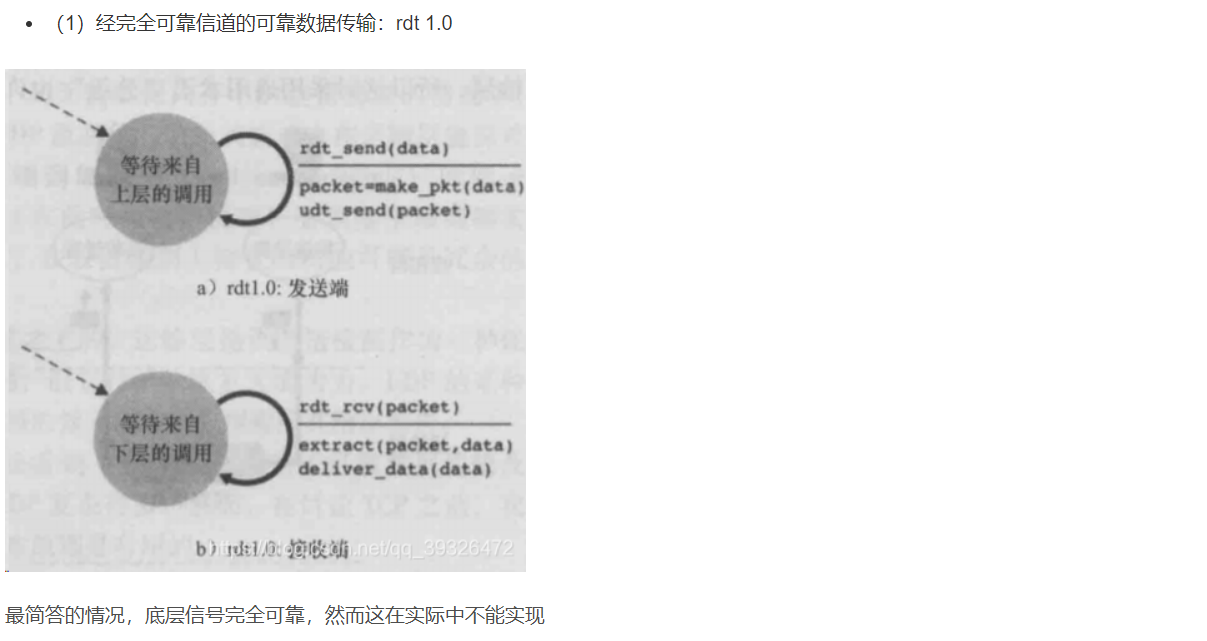 （1）经完全可靠信道的可靠数据传输：rdt 1.0
等待来自
上层的调用
rdt_send(data)
packet=make_pkt(data)
udt_send(packet)
a）rdt1.0: 发送端
等待来自
下层的调用
rdt_rcv(packet)
extract(packet,data)
deliver_data(data)
b）rdt1.0: 接收端
net/qq_39326472
最简答的情况，底层信号完全可靠，然而这在实际中不能实现